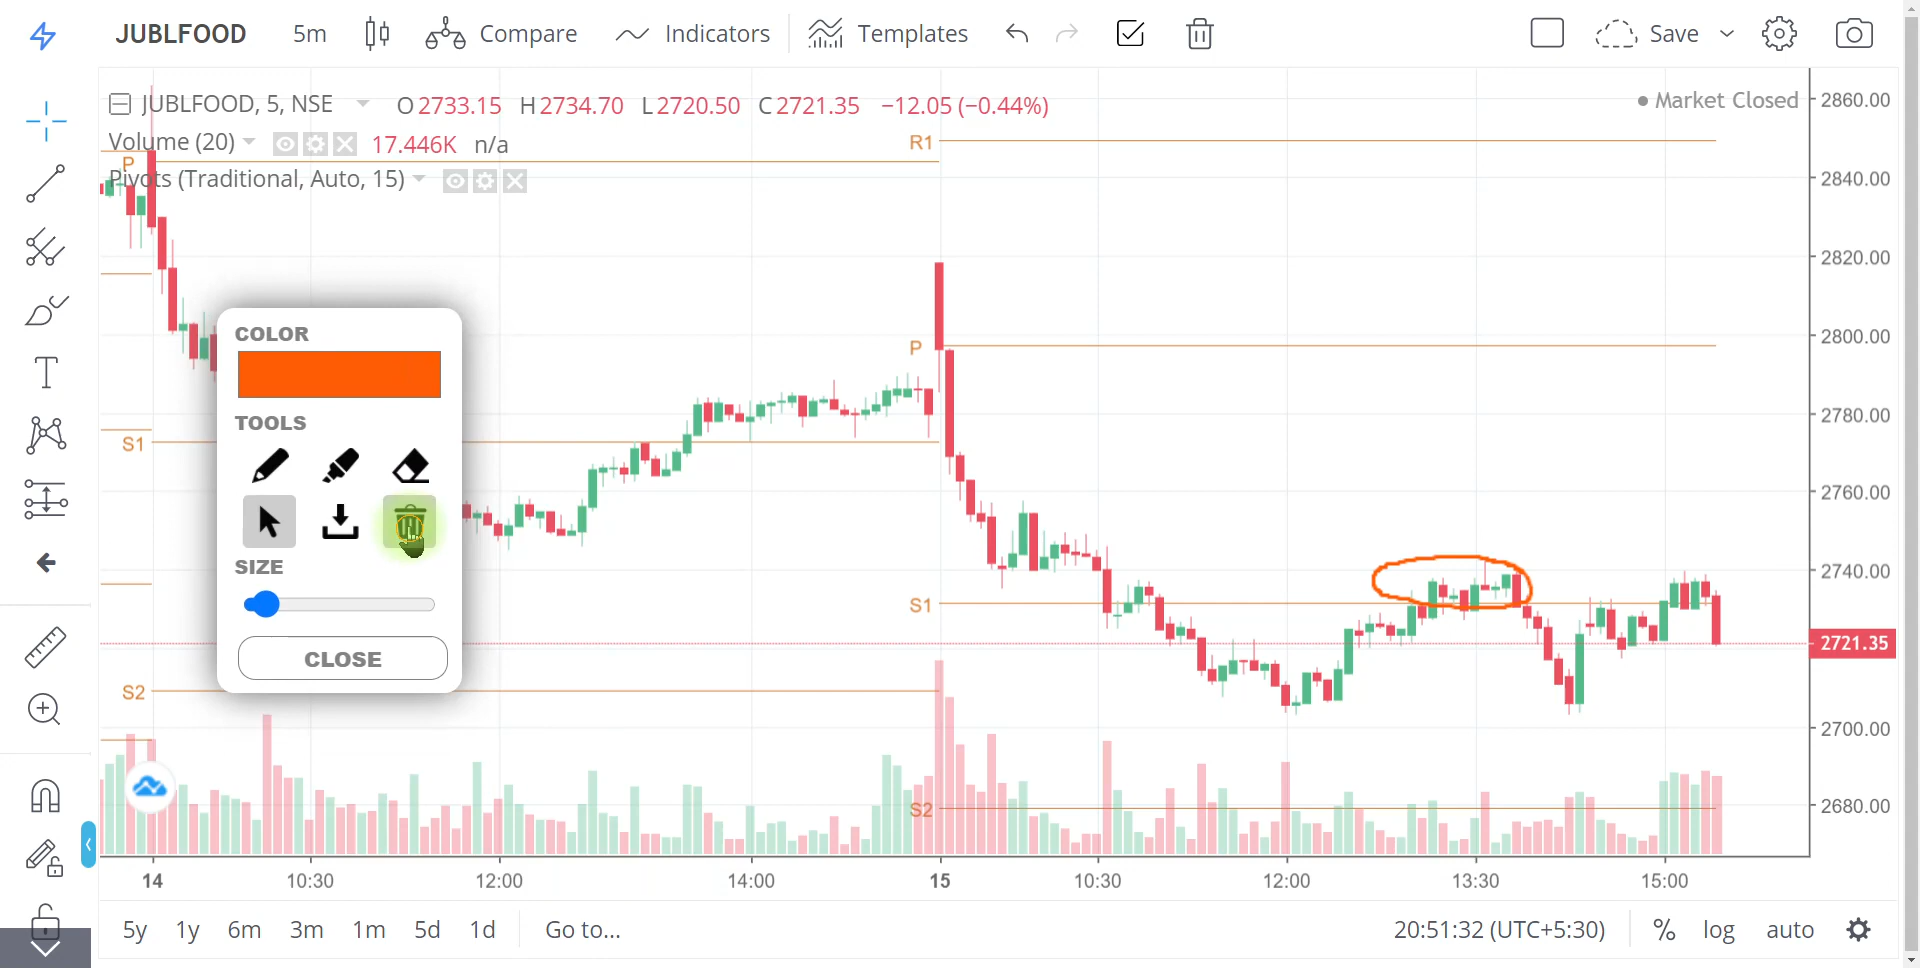 JUBLFOOD 5m Compare Indicators Templates Save
JUBLFOOD, 5, NSE O2733.15 H2734.70 L2720.50 C2721.35 −12.05 (−0.44%)
Market Closed
Volume (20) 17.446K n/a
Pivots (Traditional, Auto, 15)
P
S1
S2
R1
P
S1
S2
COLOR
TOOLS
SIZE
CLOSE
2860.00
2840.00
2820.00
2800.00
2780.00
2760.00
2740.00
2721.35
2700.00
2680.00
14 10:30 12:00 14:00 15 10:30 12:00 13:30 15:00
5y 1y 6m 3m 1m 5d 1d Go to... 20:51:32 (UTC+5:30) % log auto